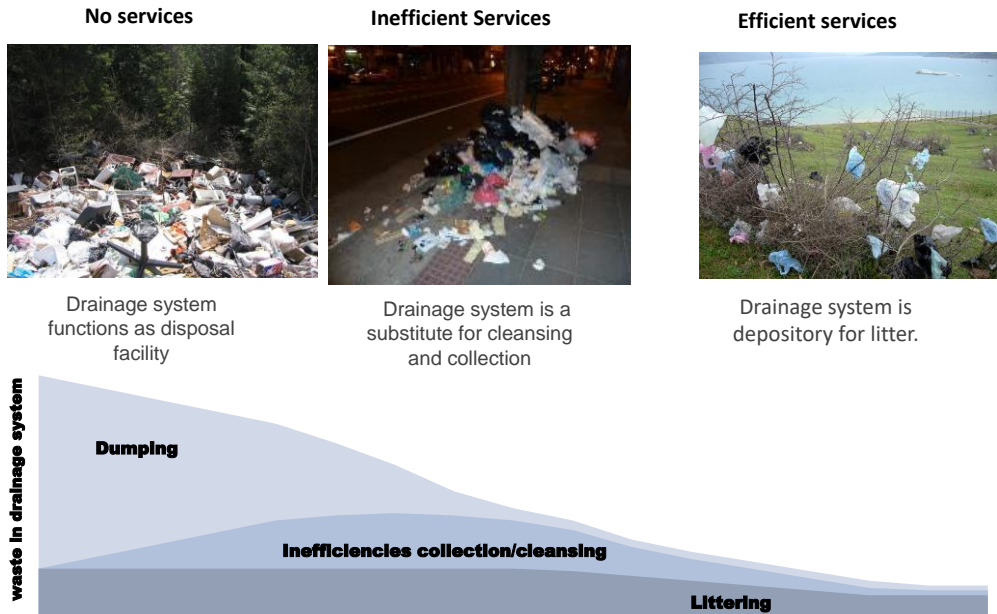 No services
Inefficient Services
Efficient services
Drainage system
functions as disposal
facility
Drainage system is a
substitute for cleansing
and collection
Drainage system is
depository for litter.
waste in drainage system
Dumping
Inefficiencies collection/cleansing
Littering